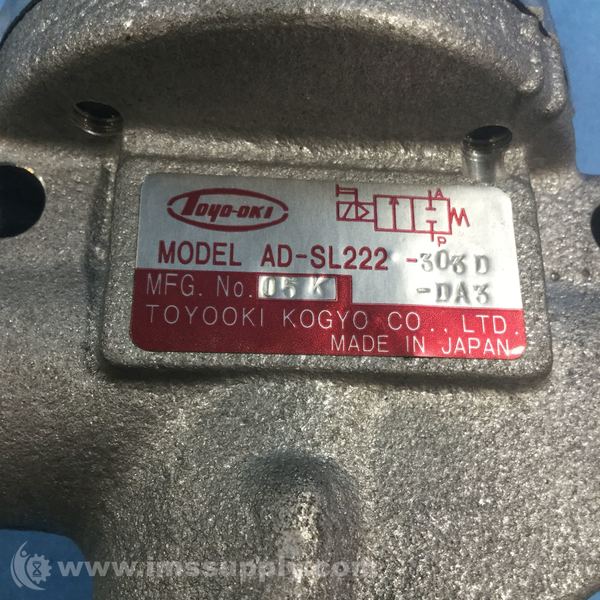 TOYO-OKI
A
P
MODEL AD-SL222 -303D
MFG. No. 05K -DA3
TOYOOKI KOGYO CO., LTD.
MADE IN JAPAN
www.imssupply.com